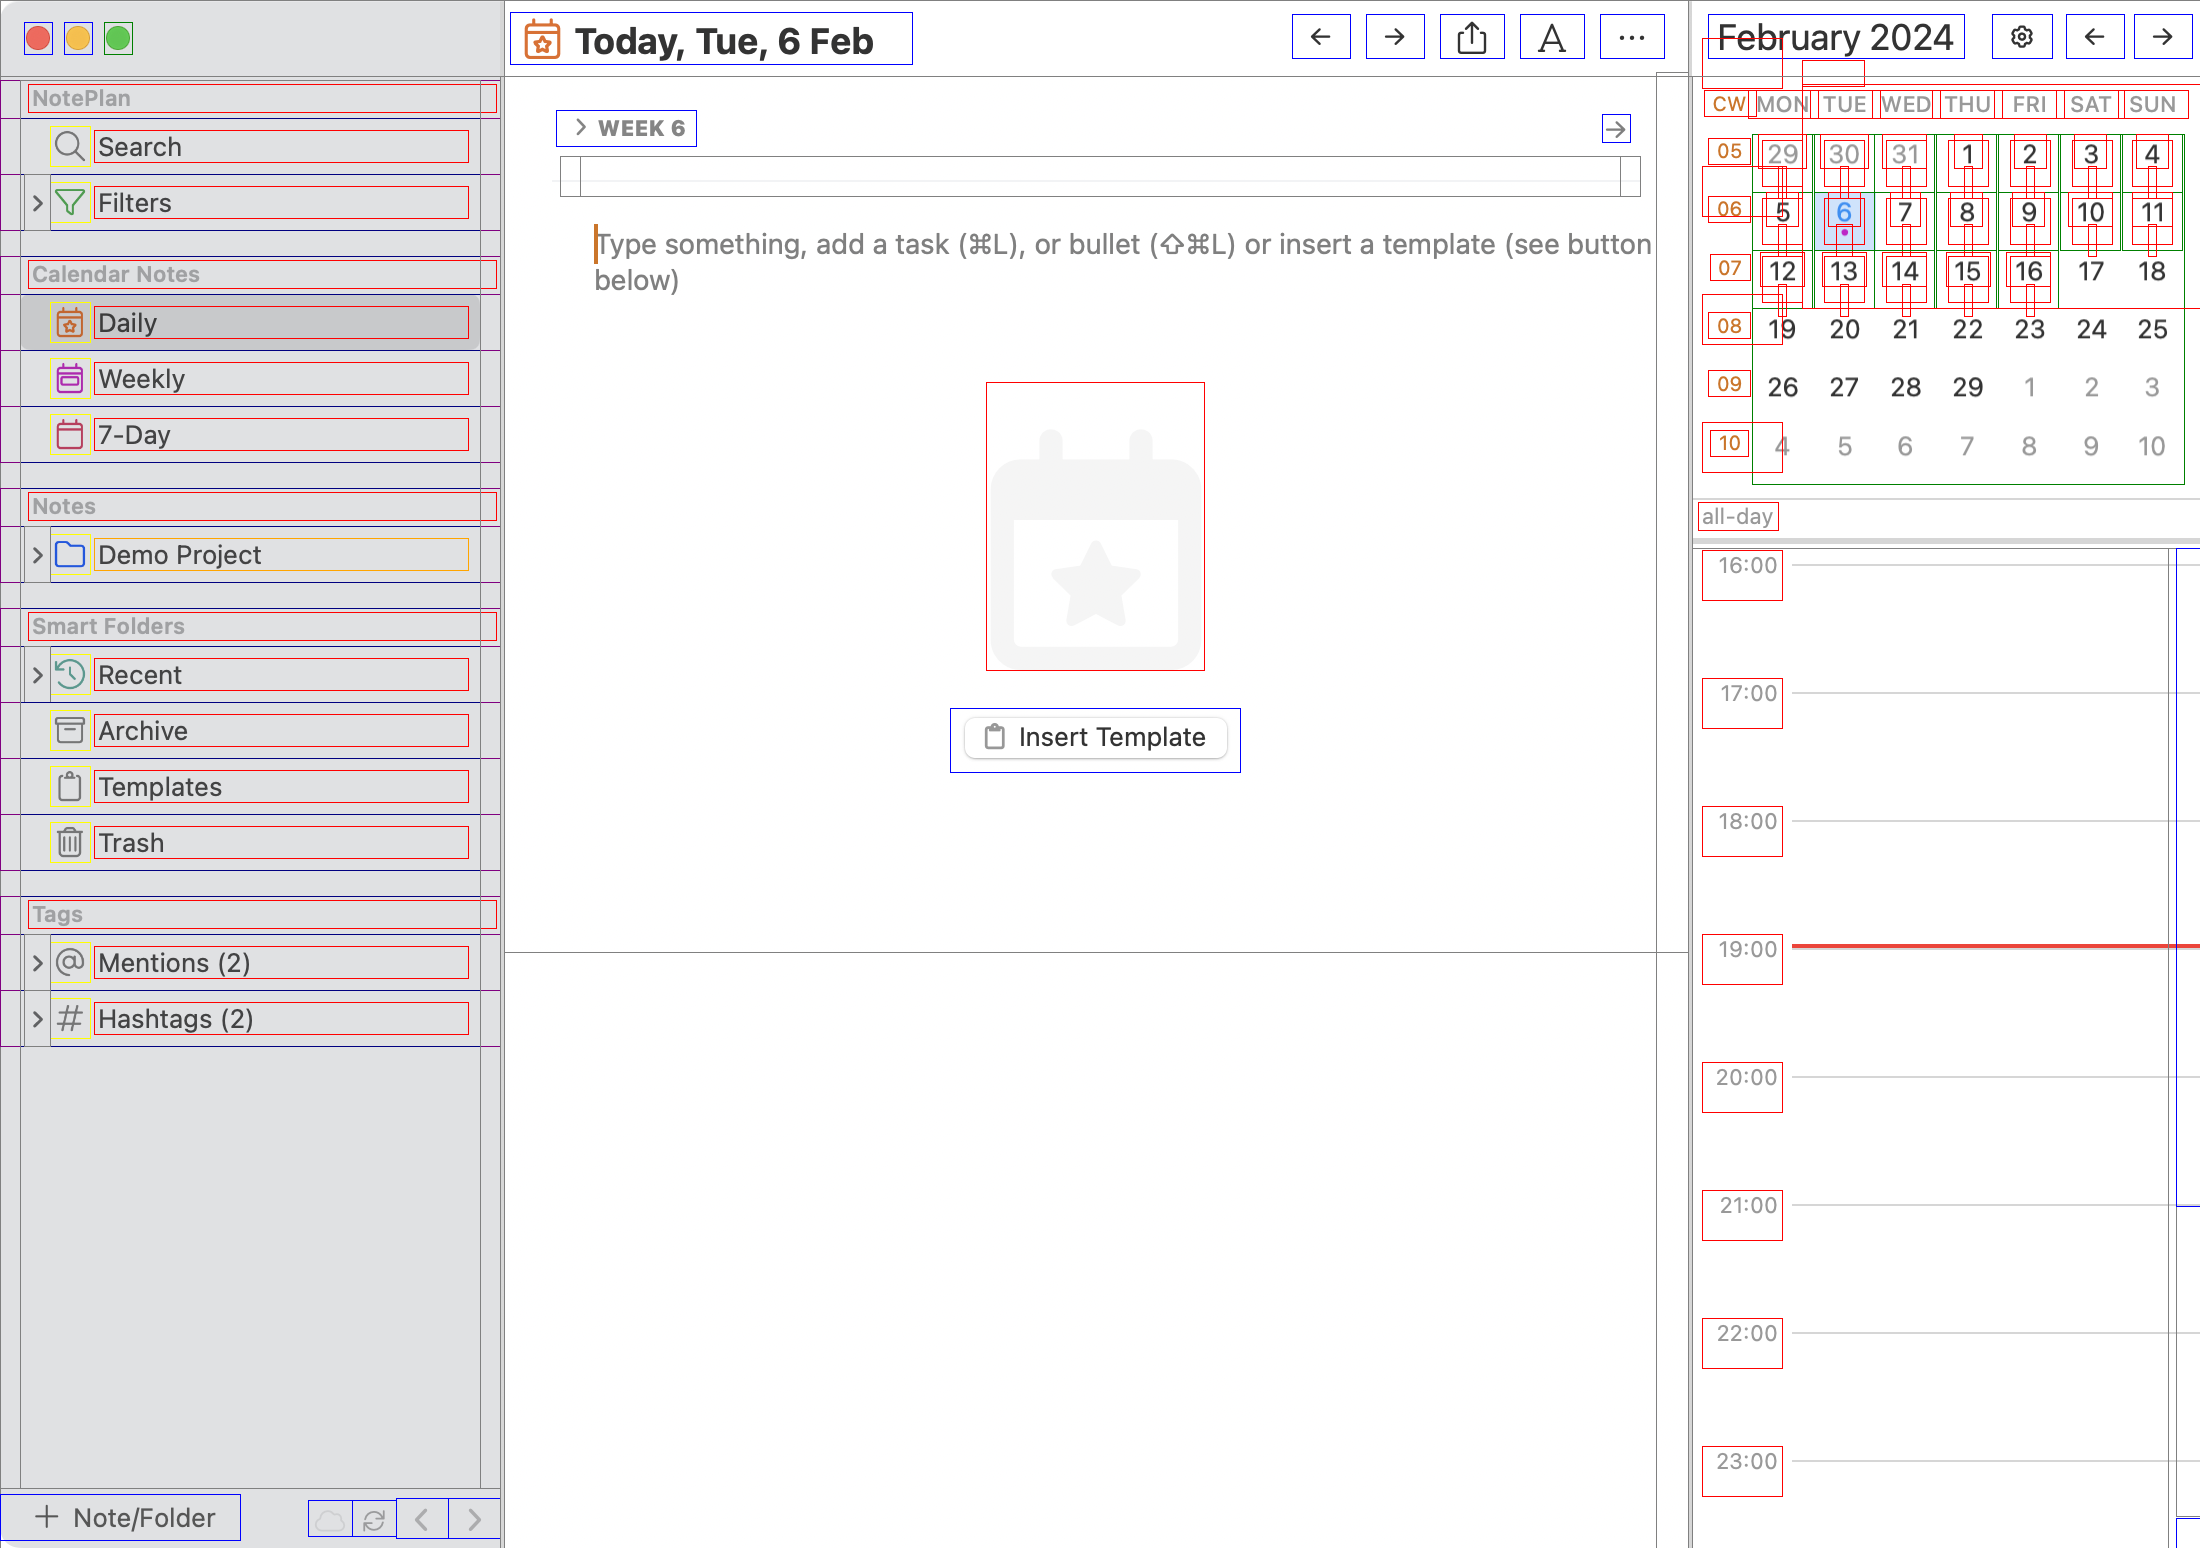 NotePlan
Search
Filters
Calendar Notes
Daily
Weekly
7-Day
Notes
Demo Project
Smart Folders
Recent
Archive
Templates
Trash
Tags
@ Mentions (2)
# Hashtags (2)
+ Note/Folder
Today, Tue, 6 Feb
A
WEEK 6
Type something, add a task (⌘L), or bullet (⇧⌘L) or insert a template (see button
below)
Insert Template
February 2024
CW MON TUE WED THU FRI SAT SUN
05 29 30 31 1 2 3 4
06 5 6 7 8 9 10 11
07 12 13 14 15 16 17 18
08 19 20 21 22 23 24 25
09 26 27 28 29 1 2 3
10 4 5 6 7 8 9 10
all-day
16:00
17:00
18:00
19:00
20:00
21:00
22:00
23:00